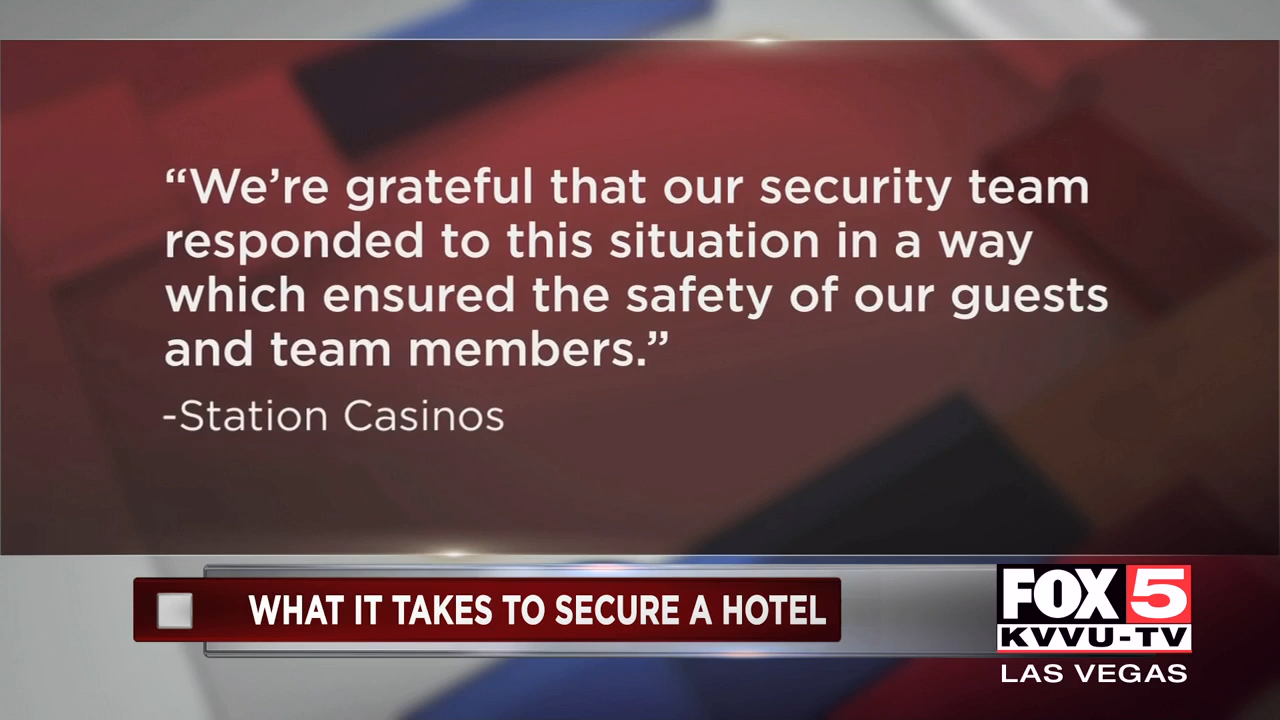 “We’re grateful that our security team
responded to this situation in a way
which ensured the safety of our guests
and team members.”
-Station Casinos
WHAT IT TAKES TO SECURE A HOTEL
FOX 5
KVVU-TV
LAS VEGAS